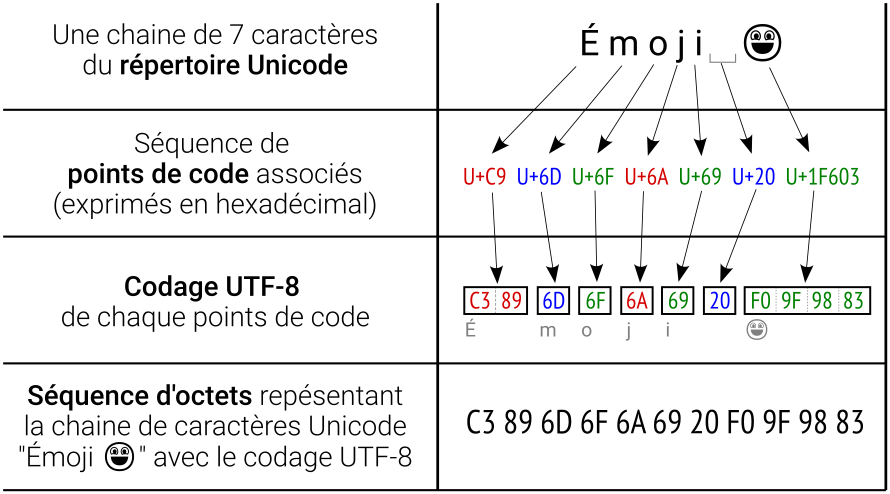 Une chaine de 7 caractères
du répertoire Unicode
Émoji 😃
Séquence de
points de code associés
(exprimés en hexadécimal)
U+C9 U+6D U+6F U+6A U+69 U+20 U+1F603
Codage UTF-8
de chaque points de code
C3 89 6D 6F 6A 69 20 F0 9F 98 83
É m o j i 😃
Séquence d'octets repésentant
la chaine de caractères Unicode
"Émoji 😃" avec le codage UTF-8
C3 89 6D 6F 6A 69 20 F0 9F 98 83